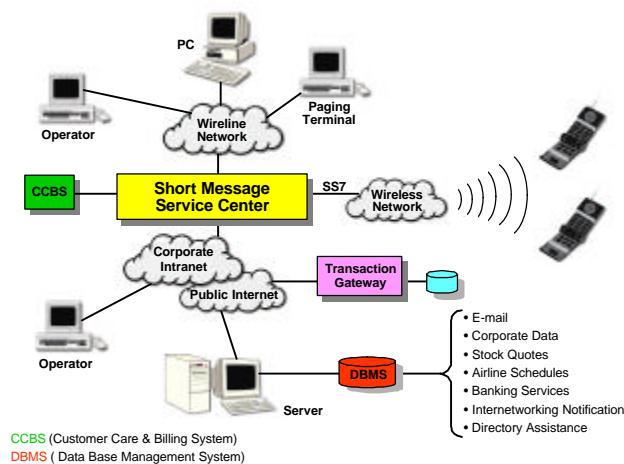 PC
Operator
Paging
Terminal
Wireline
Network
CCBS
Short Message
Service Center
SS7
Wireless
Network
Corporate
Intranet
Public Internet
Transaction
Gateway
Operator
Server
DBMS
• E-mail
• Corporate Data
• Stock Quotes
• Airline Schedules
• Banking Services
• Internetworking Notification
• Directory Assistance
CCBS (Customer Care & Billing System)
DBMS ( Data Base Management System)